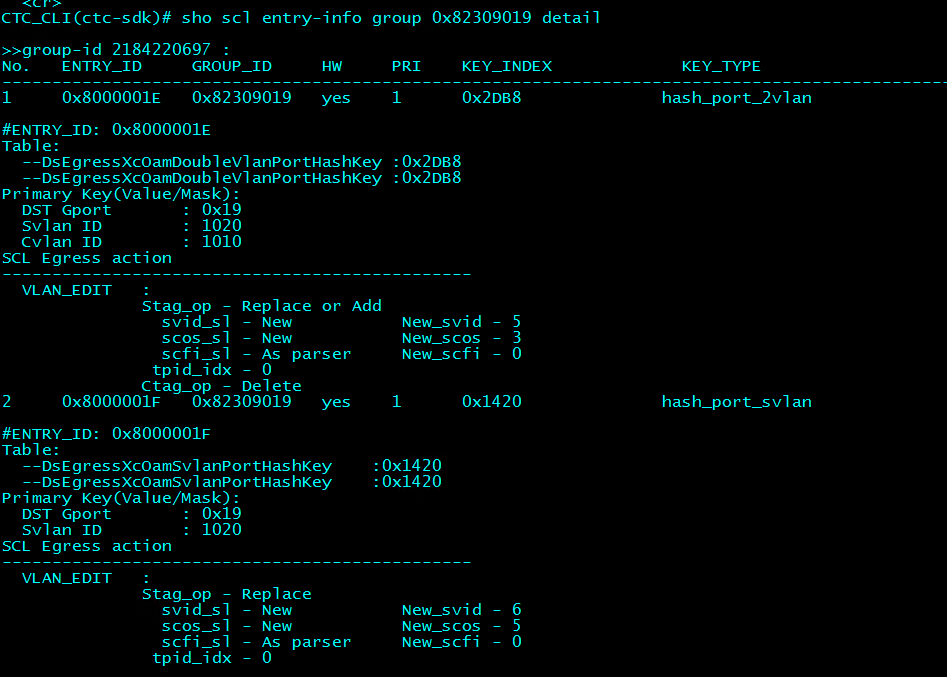 <cr>
CTC_CLI(ctc-sdk)# sho scl entry-info group 0x82309019 detail
>>group-id 2184220697 :
No.    ENTRY_ID     GROUP_ID     HW     PRI    KEY_INDEX             KEY_TYPE
-----------------------------------------------------------------------------------------------
1     0x8000001E   0x82309019   yes    1      0x2DB8              hash_port_2vlan
#ENTRY_ID: 0x8000001E
Table:
  --DsEgressXcOamDoubleVlanPortHashKey :0x2DB8
  --DsEgressXcOamDoubleVlanPortHashKey :0x2DB8
Primary Key(Value/Mask):
  DST Gport       : 0x19
  Svlan ID        : 1020
  Cvlan ID        : 1010
SCL Egress action
-----------------------------------------------
  VLAN_EDIT   :
              Stag_op - Replace or Add
                svid_sl - New           New_svid - 5
                scos_sl - New           New_scos - 3
                scfi_sl - As parser     New_scfi - 0
               tpid_idx - 0
              Ctag_op - Delete
2     0x8000001F   0x82309019   yes    1      0x1420              hash_port_svlan
#ENTRY_ID: 0x8000001F
Table:
  --DsEgressXcOamSvlanPortHashKey    :0x1420
  --DsEgressXcOamSvlanPortHashKey    :0x1420
Primary Key(Value/Mask):
  DST Gport       : 0x19
  Svlan ID        : 1020
SCL Egress action
-----------------------------------------------
  VLAN_EDIT   :
              Stag_op - Replace
                svid_sl - New           New_svid - 6
                scos_sl - New           New_scos - 5
                scfi_sl - As parser     New_scfi - 0
               tpid_idx - 0